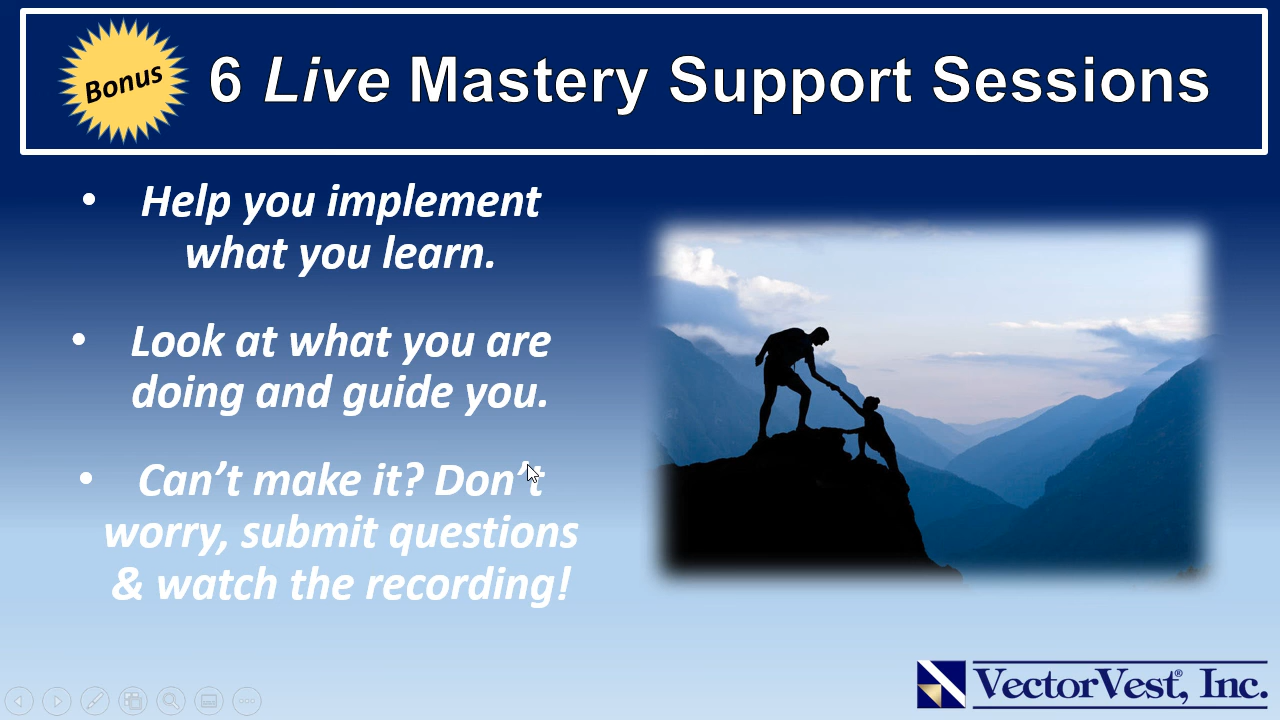 Bonus
6 Live Mastery Support Sessions
• Help you implement
what you learn.
• Look at what you are
doing and guide you.
• Can’t make it? Don’t
worry, submit questions
& watch the recording!
VectorVest®, Inc.